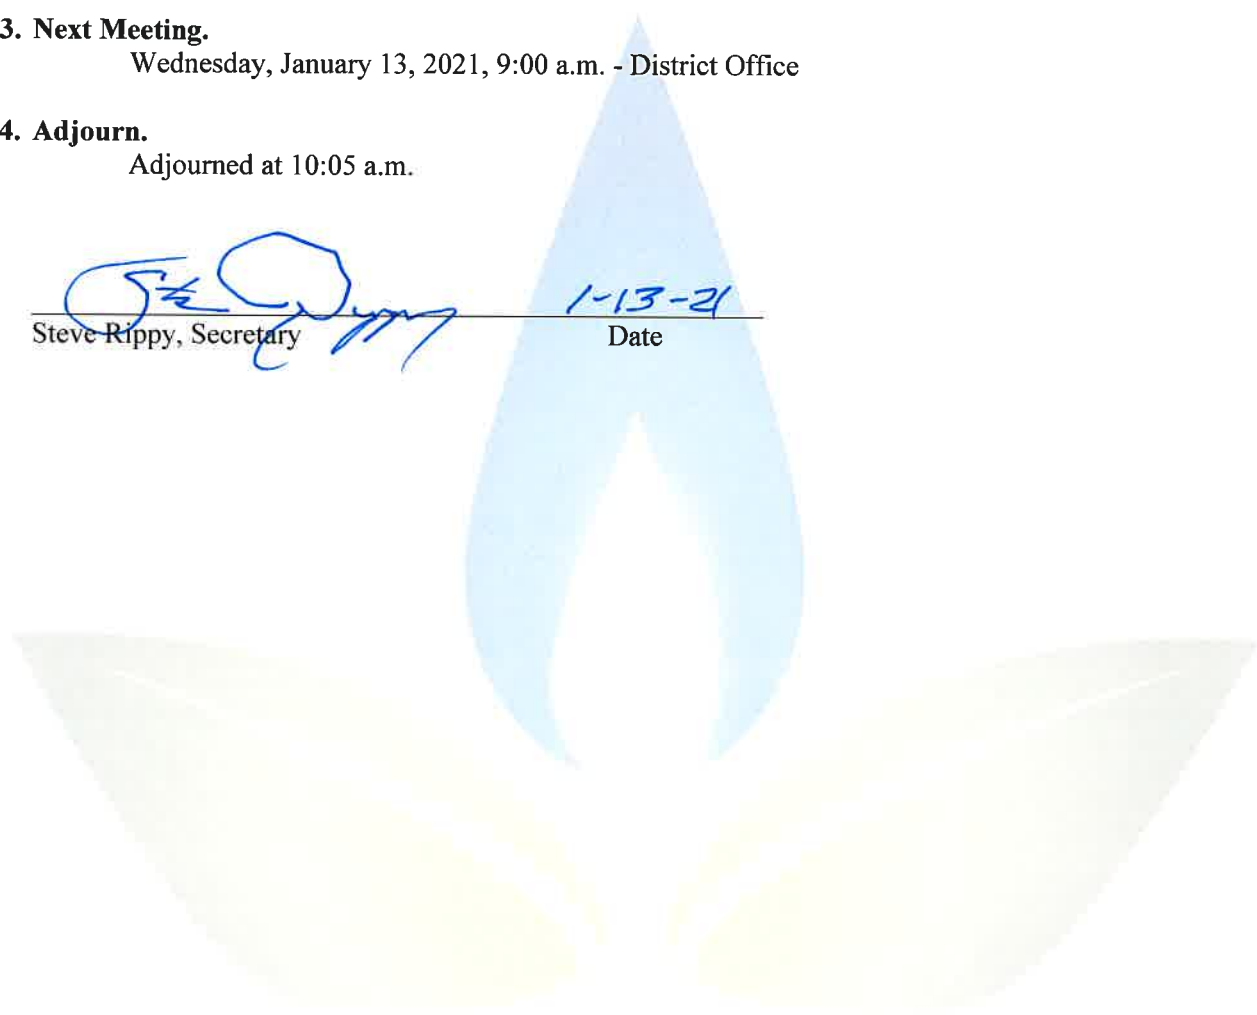 3. Next Meeting.
Wednesday, January 13, 2021, 9:00 a.m. - District Office
4. Adjourn.
Adjourned at 10:05 a.m.
1-13-21
Steve Rippy, Secretary Date